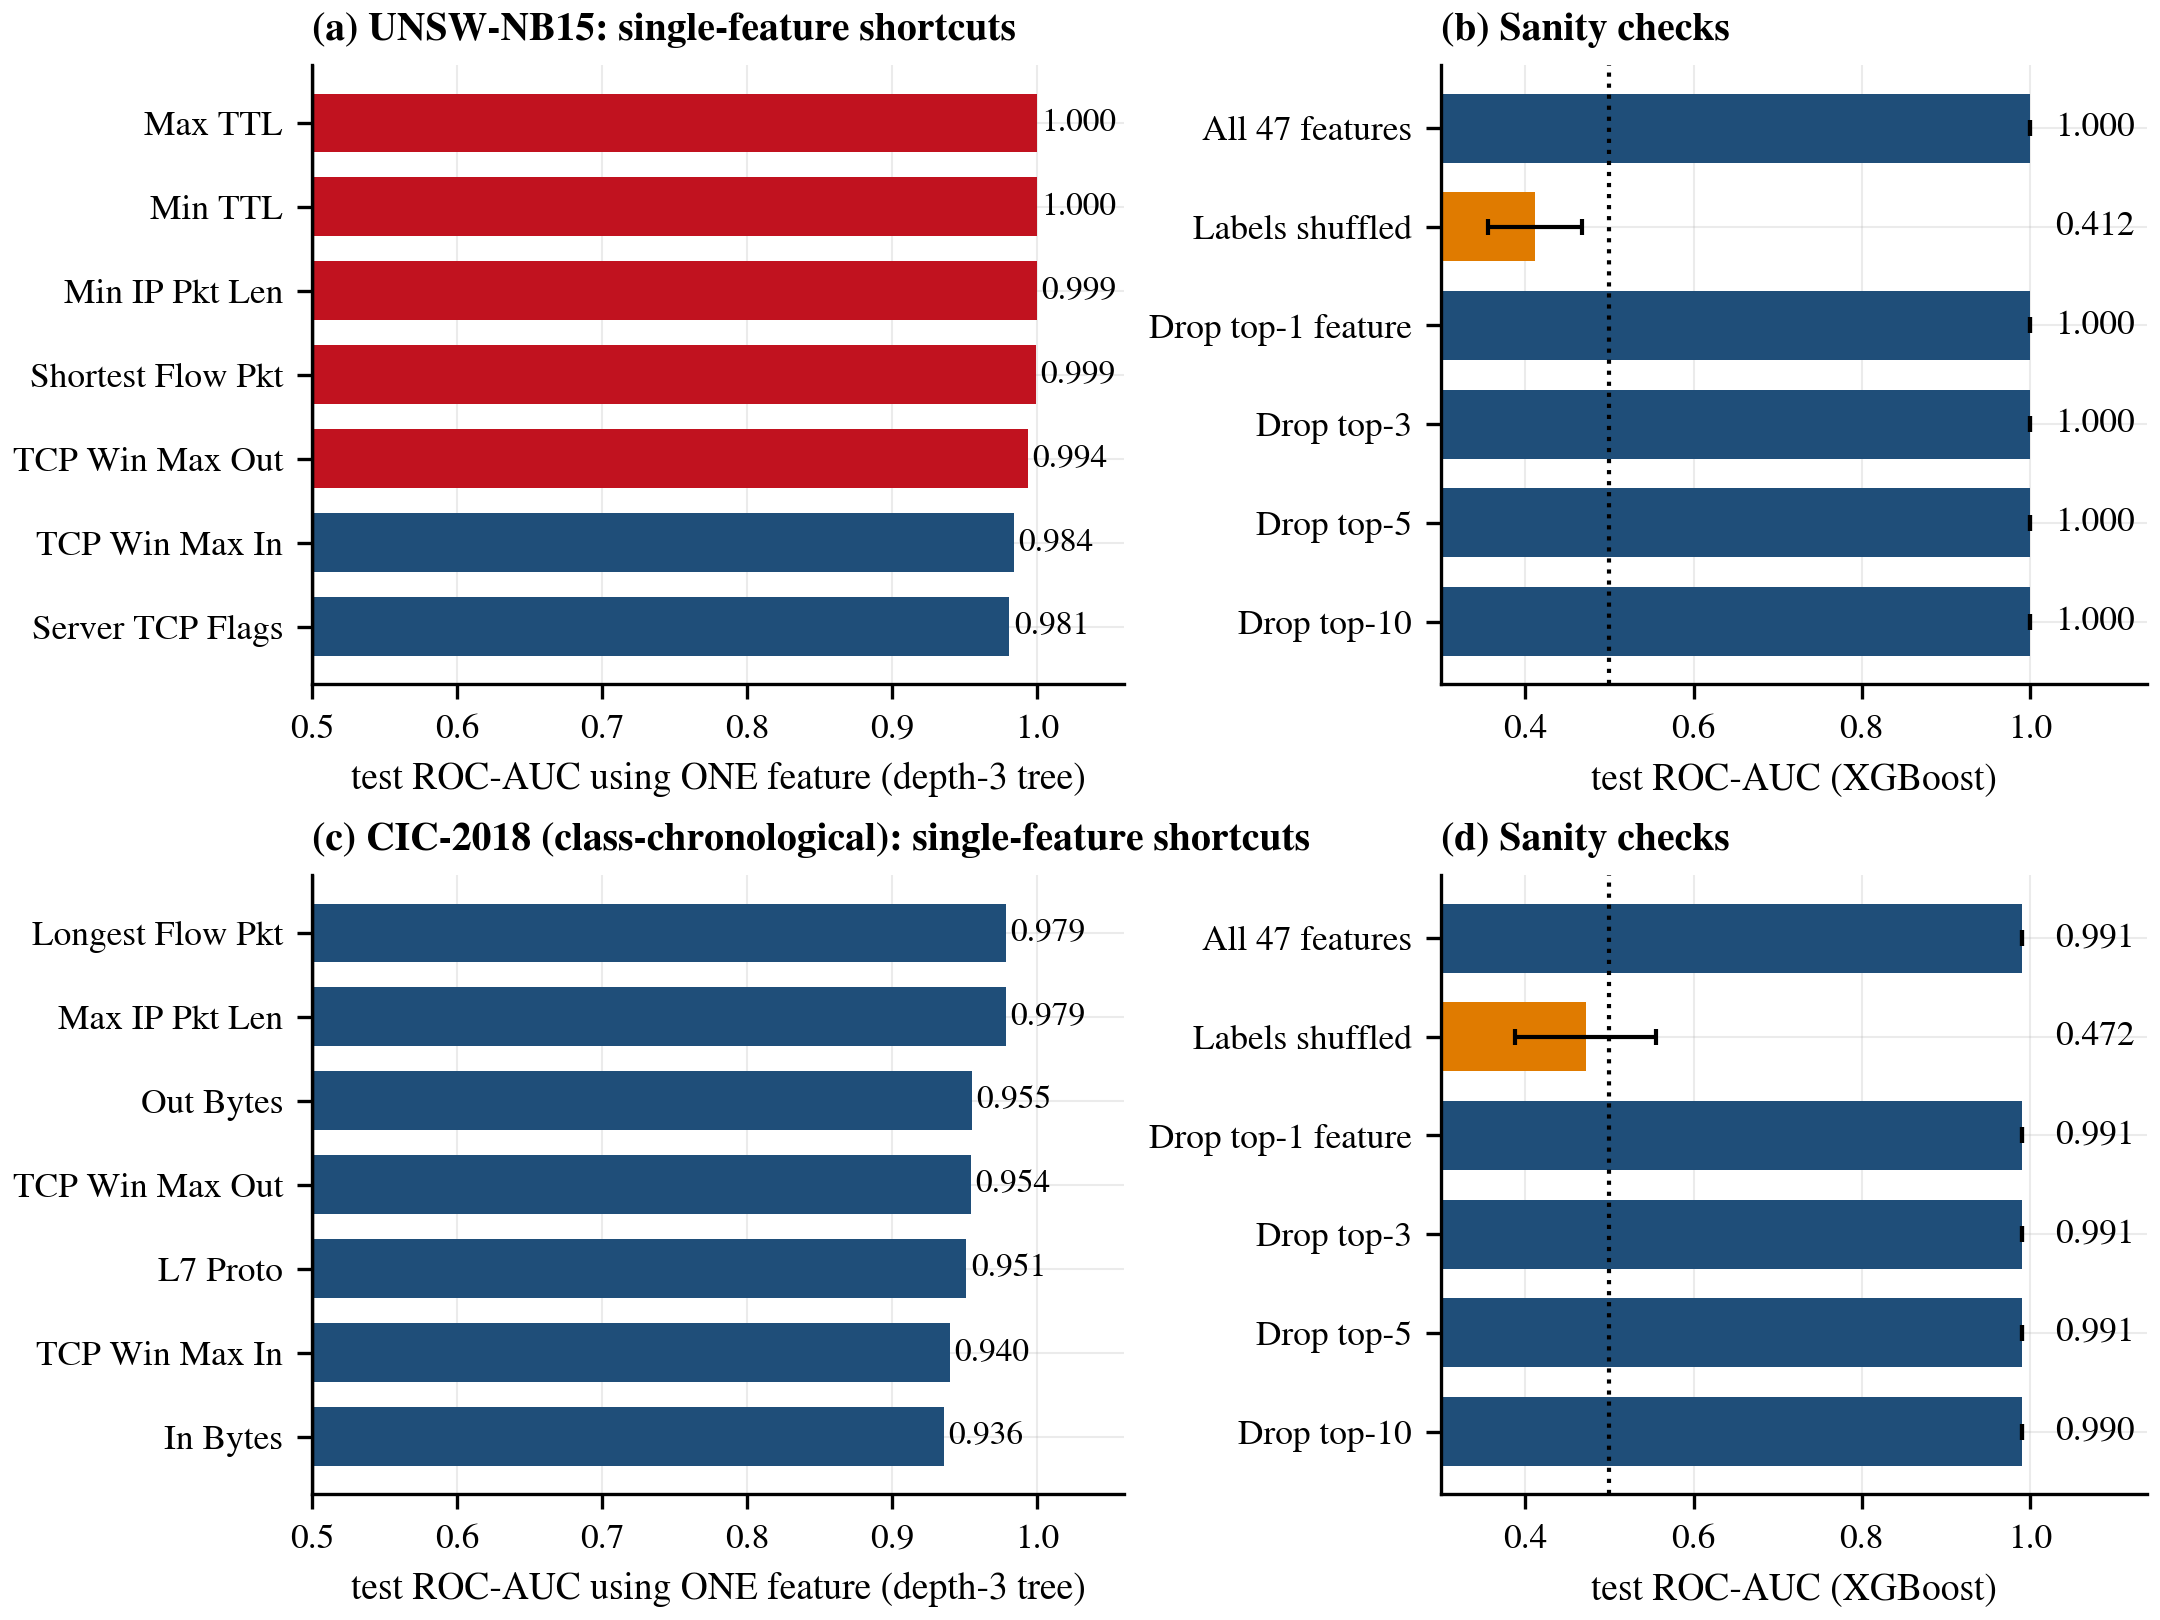 (a) UNSW-NB15: single-feature shortcuts
Max TTL
1.000
Min TTL
1.000
Min IP Pkt Len
0.999
Shortest Flow Pkt
0.999
TCP Win Max Out
0.994
TCP Win Max In
0.984
Server TCP Flags
0.981
0.5 0.6 0.7 0.8 0.9 1.0
test ROC-AUC using ONE feature (depth-3 tree)
(b) Sanity checks
All 47 features
1.000
Labels shuffled
0.412
Drop top-1 feature
1.000
Drop top-3
1.000
Drop top-5
1.000
Drop top-10
1.000
0.4 0.6 0.8 1.0
test ROC-AUC (XGBoost)
(c) CIC-2018 (class-chronological): single-feature shortcuts
Longest Flow Pkt
0.979
Max IP Pkt Len
0.979
Out Bytes
0.955
TCP Win Max Out
0.954
L7 Proto
0.951
TCP Win Max In
0.940
In Bytes
0.936
0.5 0.6 0.7 0.8 0.9 1.0
test ROC-AUC using ONE feature (depth-3 tree)
(d) Sanity checks
All 47 features
0.991
Labels shuffled
0.472
Drop top-1 feature
0.991
Drop top-3
0.991
Drop top-5
0.991
Drop top-10
0.990
0.4 0.6 0.8 1.0
test ROC-AUC (XGBoost)